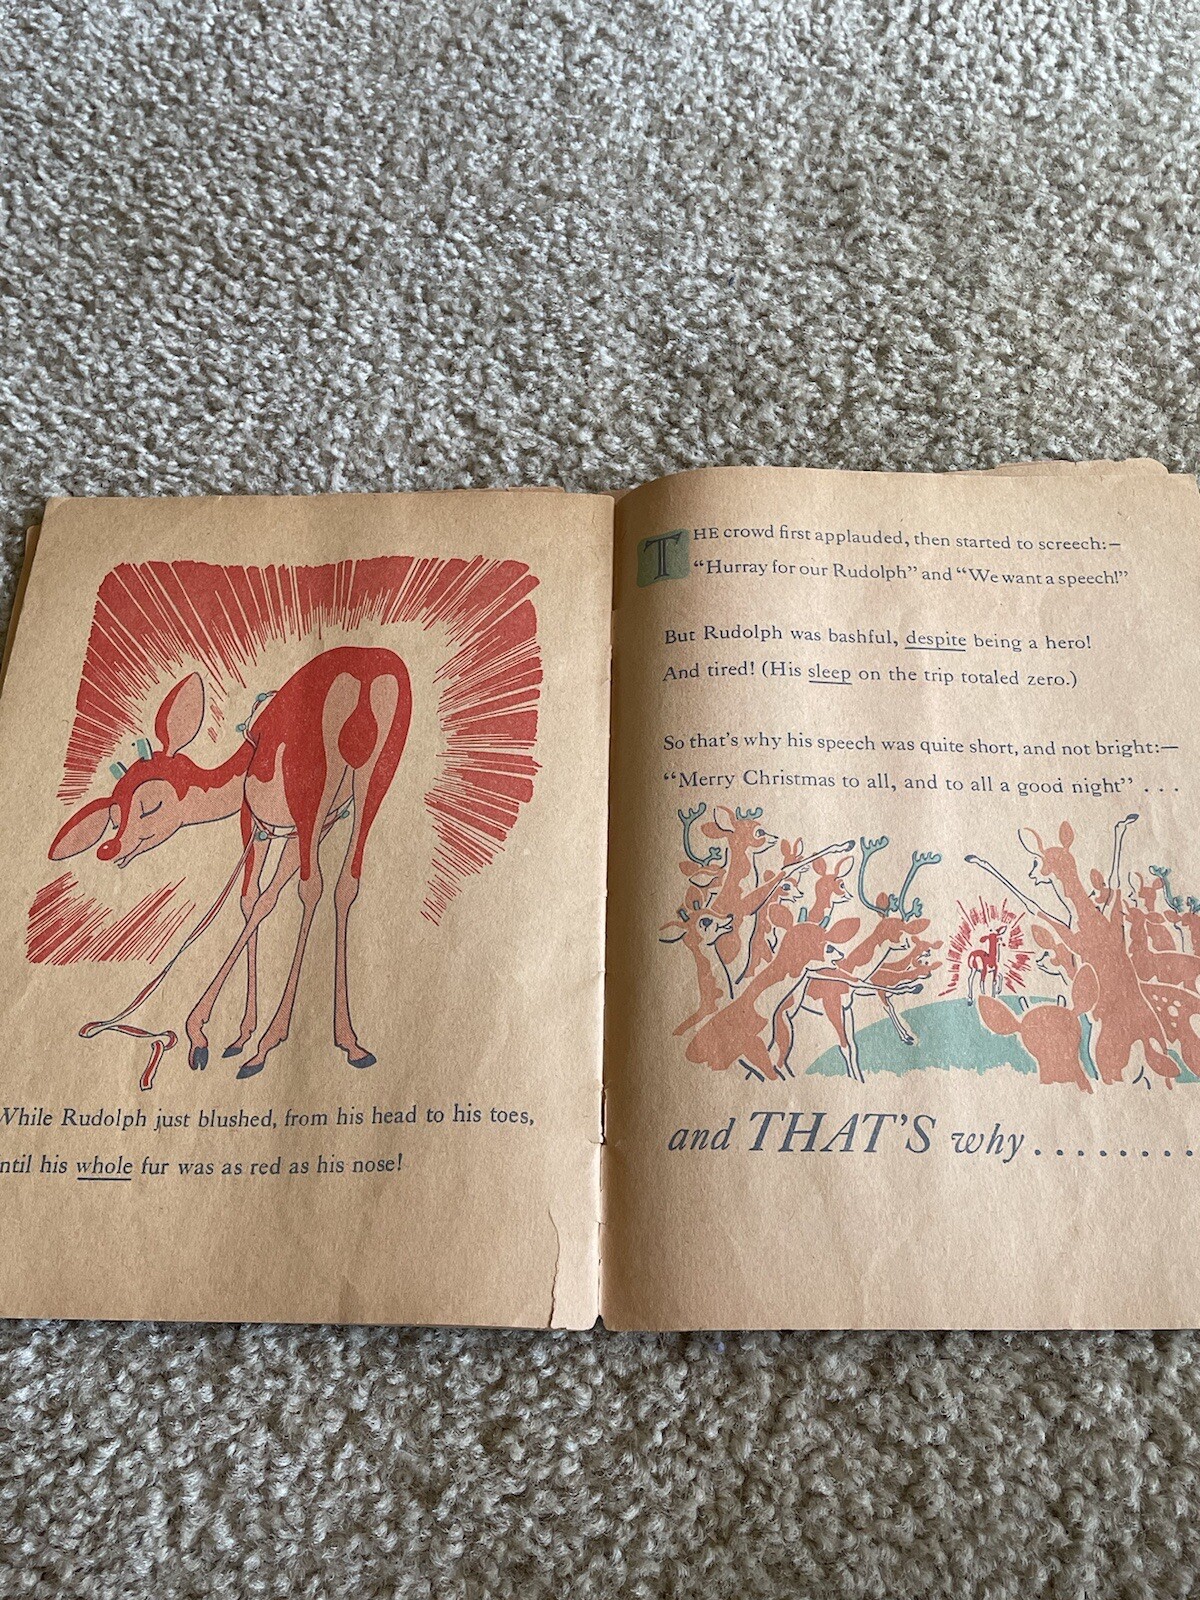 While Rudolph just blushed, from his head to his toes,
ntil his whole fur was as red as his nose!
THE crowd first applauded, then started to screech:—
“Hurray for our Rudolph” and “We want a speech!”
But Rudolph was bashful, despite being a hero!
And tired! (His sleep on the trip totaled zero.)
So that's why his speech was quite short, and not bright:—
“Merry Christmas to all, and to all a good night” . . .
and THAT'S why . . . . . . . . .